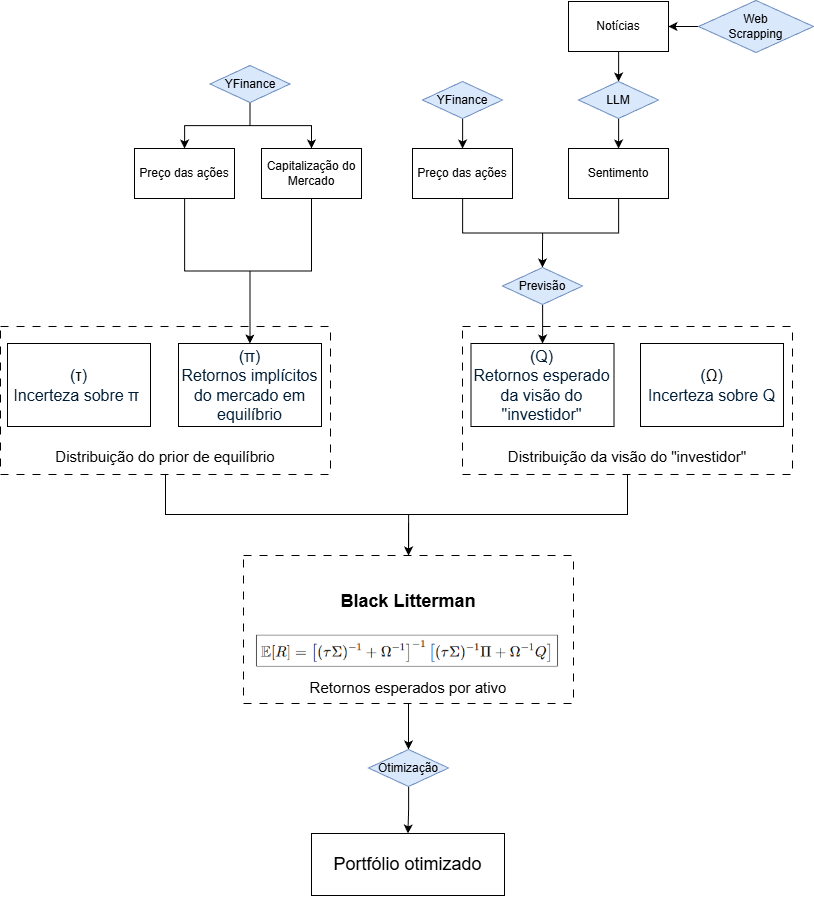 Notícias
Web
Scrapping
YFinance
YFinance
LLM
Preço das ações
Capitalização do
Mercado
Preço das ações
Sentimento
Previsão
(τ)
Incerteza sobre π
(π)
Retornos implícitos
do mercado em
equilíbrio
(Q)
Retornos esperado
da visão do
"investidor"
(Ω)
Incerteza sobre Q
Distribuição do prior de equilíbrio
Distribuição da visão do "investidor"
Black Litterman
𝔼[R] = [(τΣ)⁻¹ + Ω⁻¹]⁻¹ [(τΣ)⁻¹Π + Ω⁻¹Q]
Retornos esperados por ativo
Otimização
Portfólio otimizado